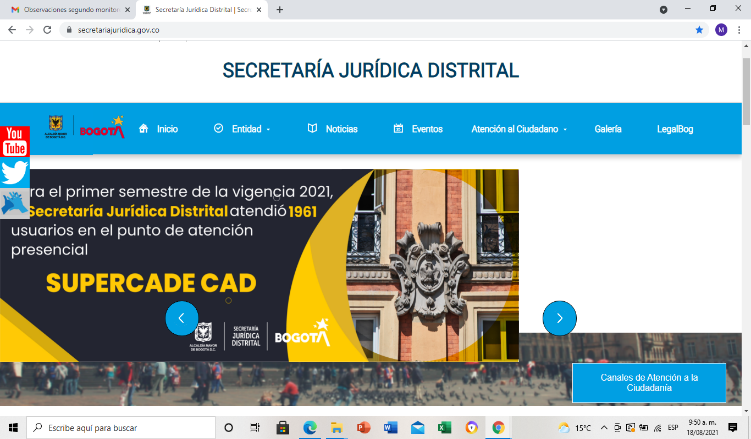 Observaciones segundo monitor
Secretaría Jurídica Distrital | Secr
secretariajuridica.gov.co
M
SECRETARÍA JURÍDICA DISTRITAL
BOGOTÁ
Inicio
Entidad
Noticias
Eventos
Atención al Ciudadano
Galería
LegalBog
You
Tube
ra el primer semestre de la vigencia 2021,
Secretaría Jurídica Distrital atendió 1961
usuarios en el punto de atención
presencial
SUPERCADE CAD
ALCALDÍA MAYOR
DE BOGOTÁ D.C.
SECRETARÍA
JURÍDICA
DISTRITAL
BOGOTÁ
Canales de Atención a la
Ciudadanía
Escribe aquí para buscar
15°C
ESP
9:50 a. m.
18/08/2021